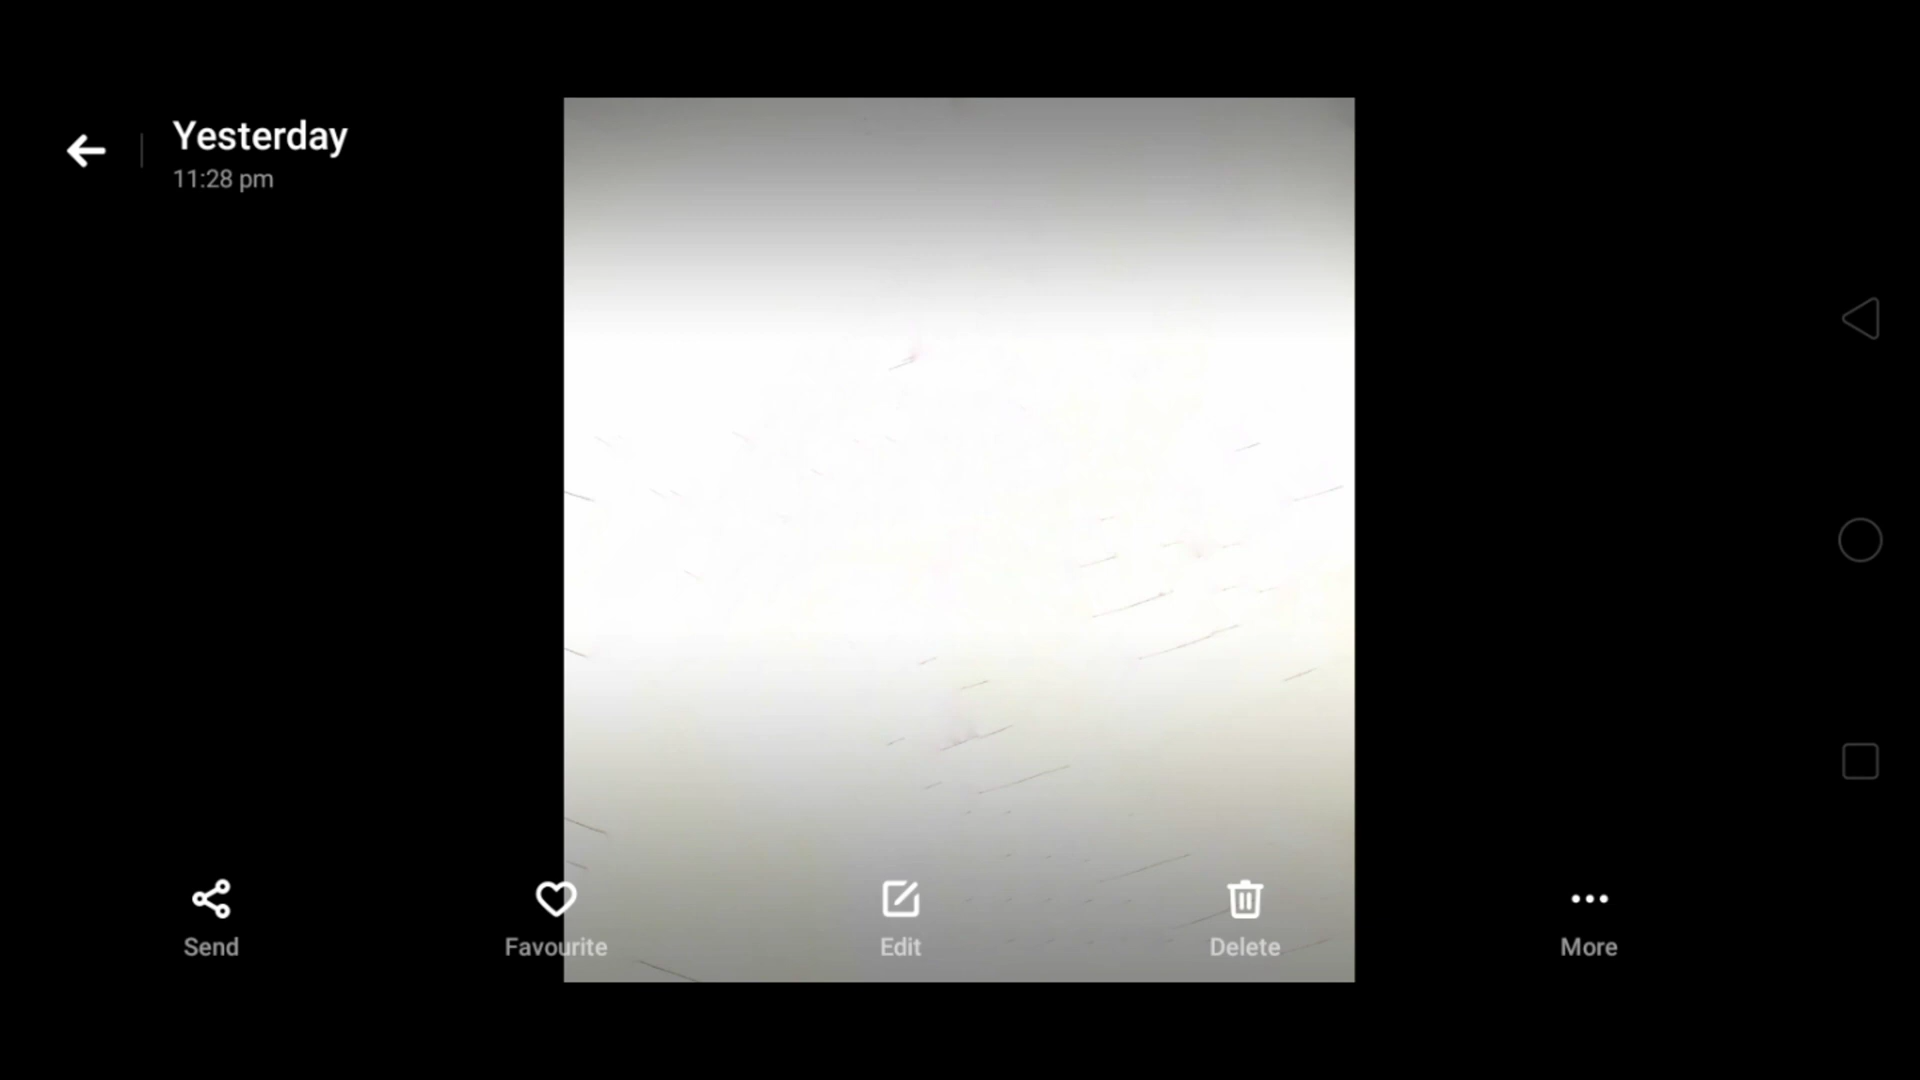 Yesterday
11:28 pm
Send
Favourite
Edit
Delete
More